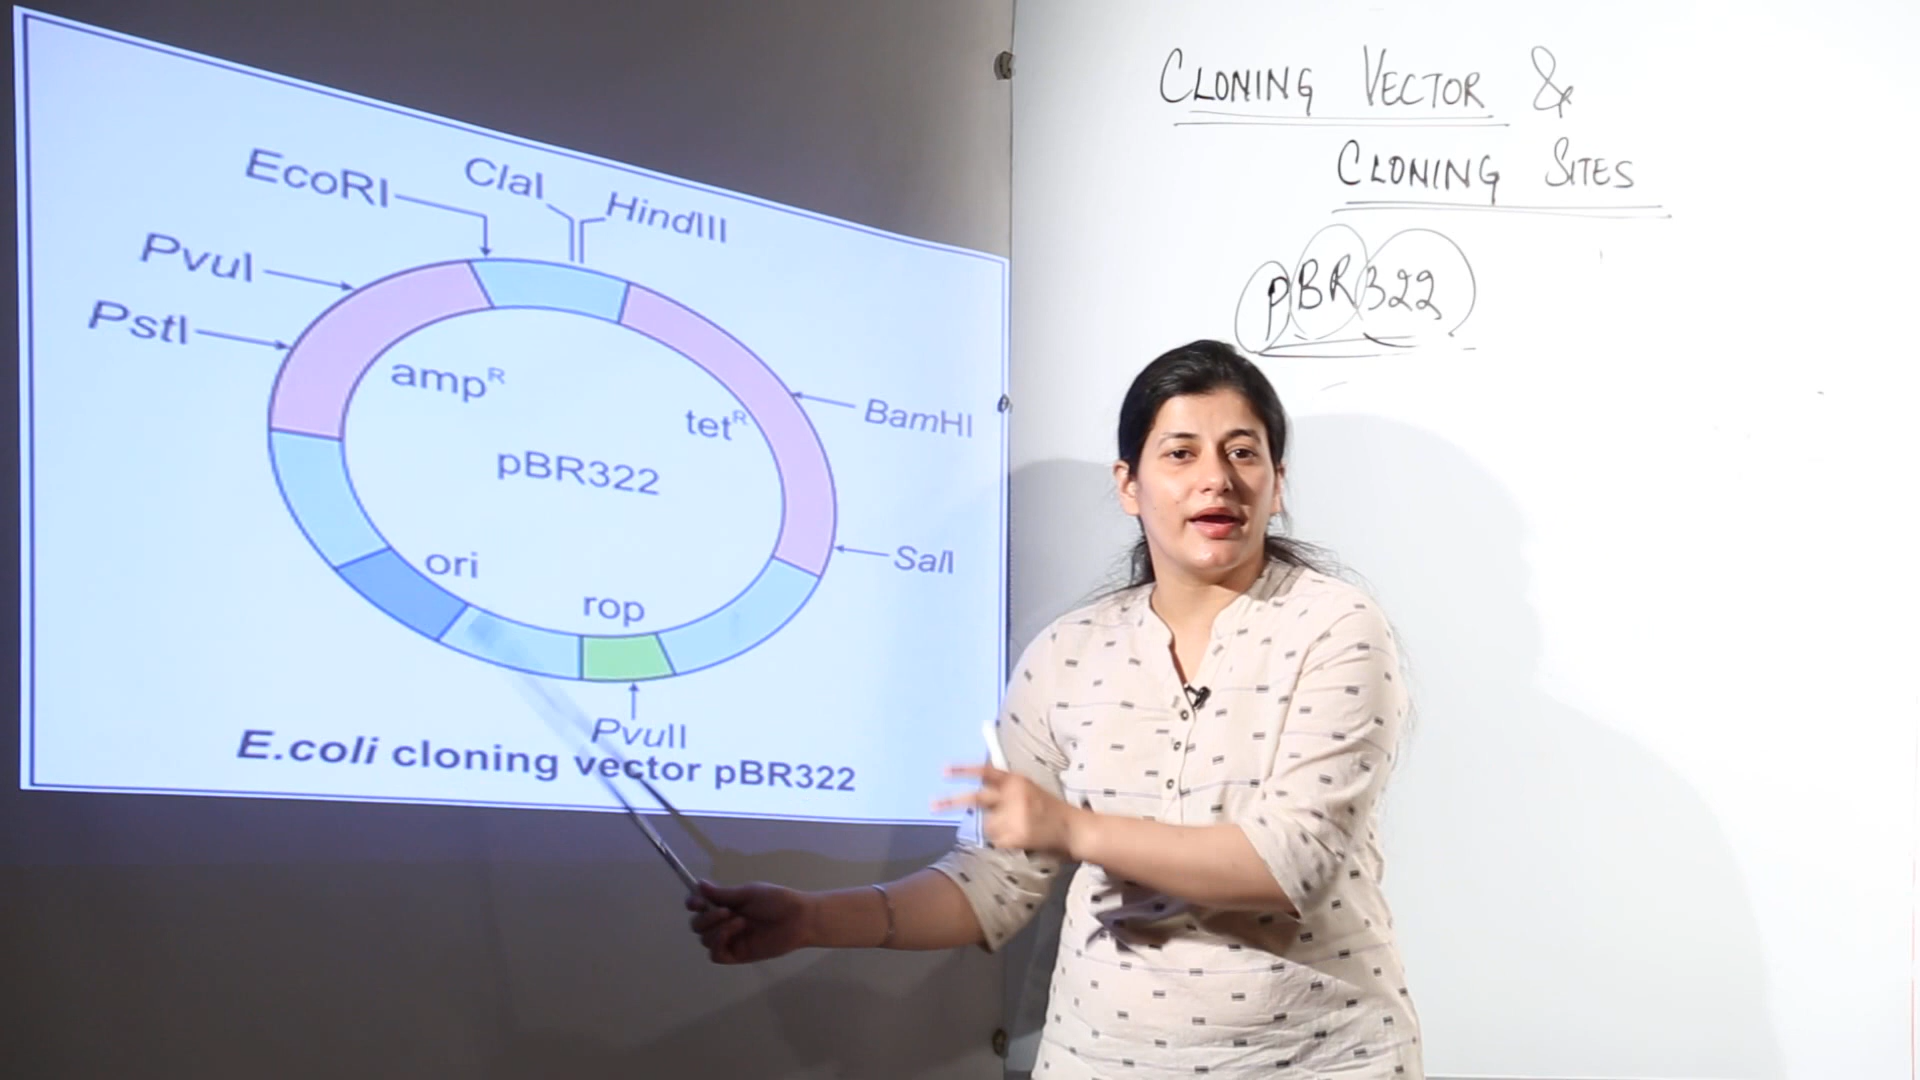 EcoRI
ClaI
HindIII
PvuI
PstI
ampᴿ
tetᴿ
BamHI
pBR322
SalI
ori
rop
PvuII
E.coli cloning vector pBR322
CLONING VECTOR &
CLONING SITES
pBR322